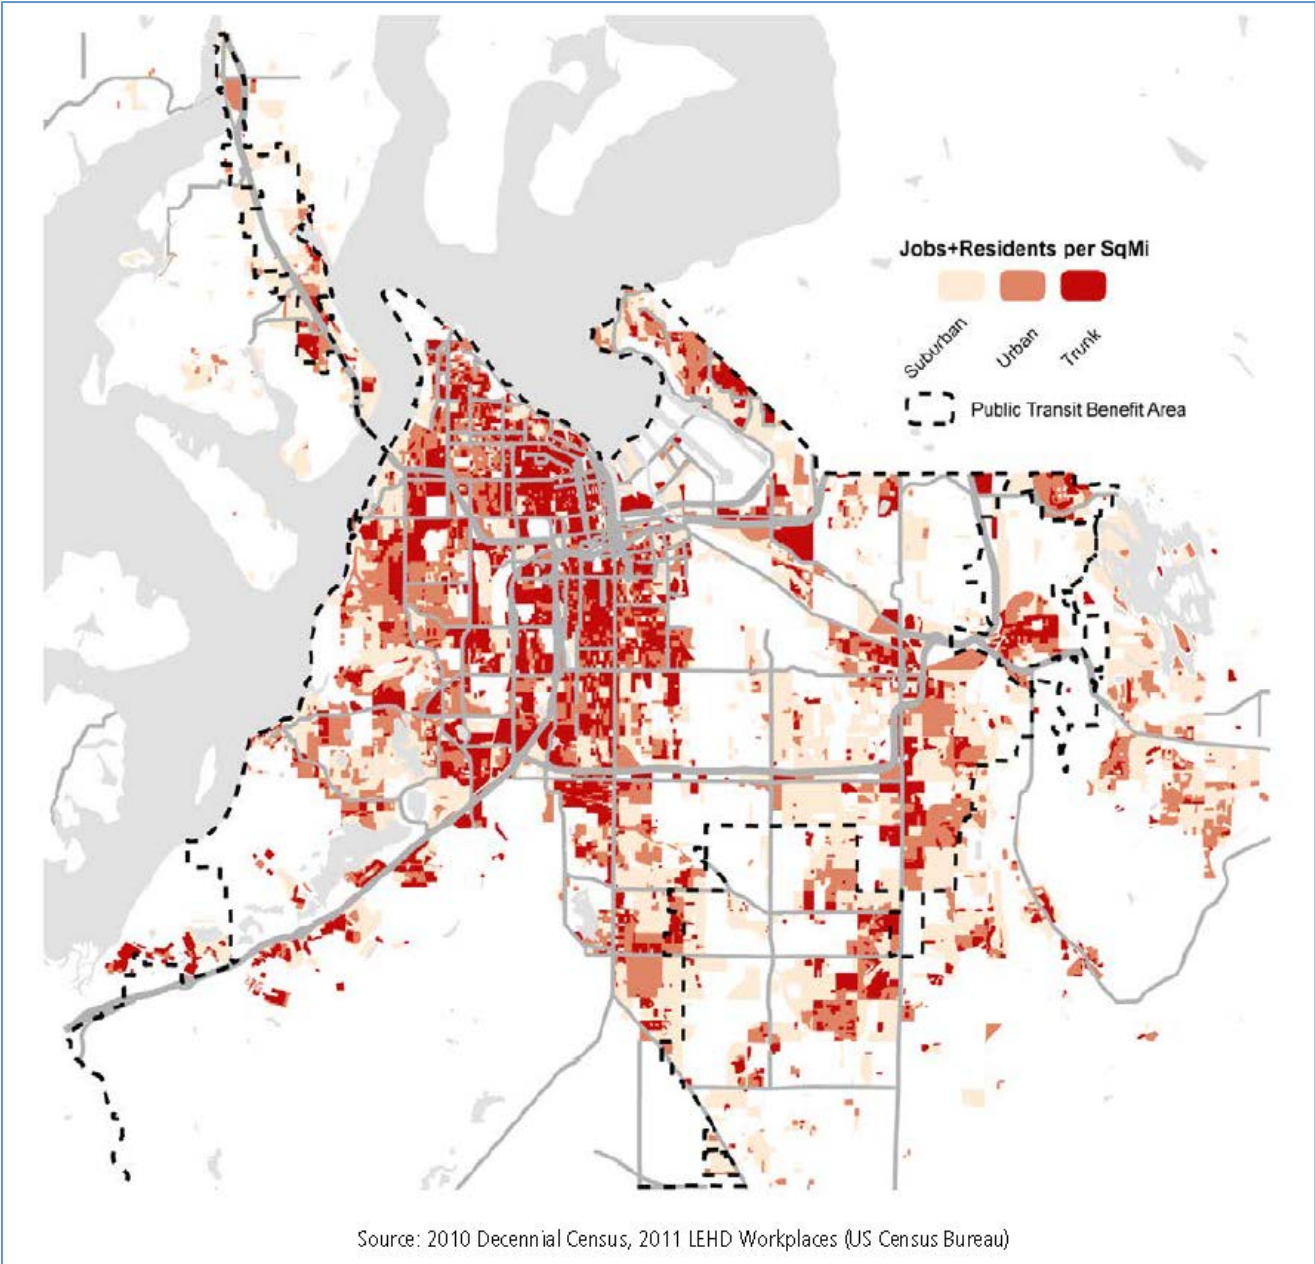 Jobs+Residents per SqMi
Suburban
Urban
Trunk
Public Transit Benefit Area
Source: 2010 Decennial Census, 2011 LEHD Workplaces (US Census Bureau)